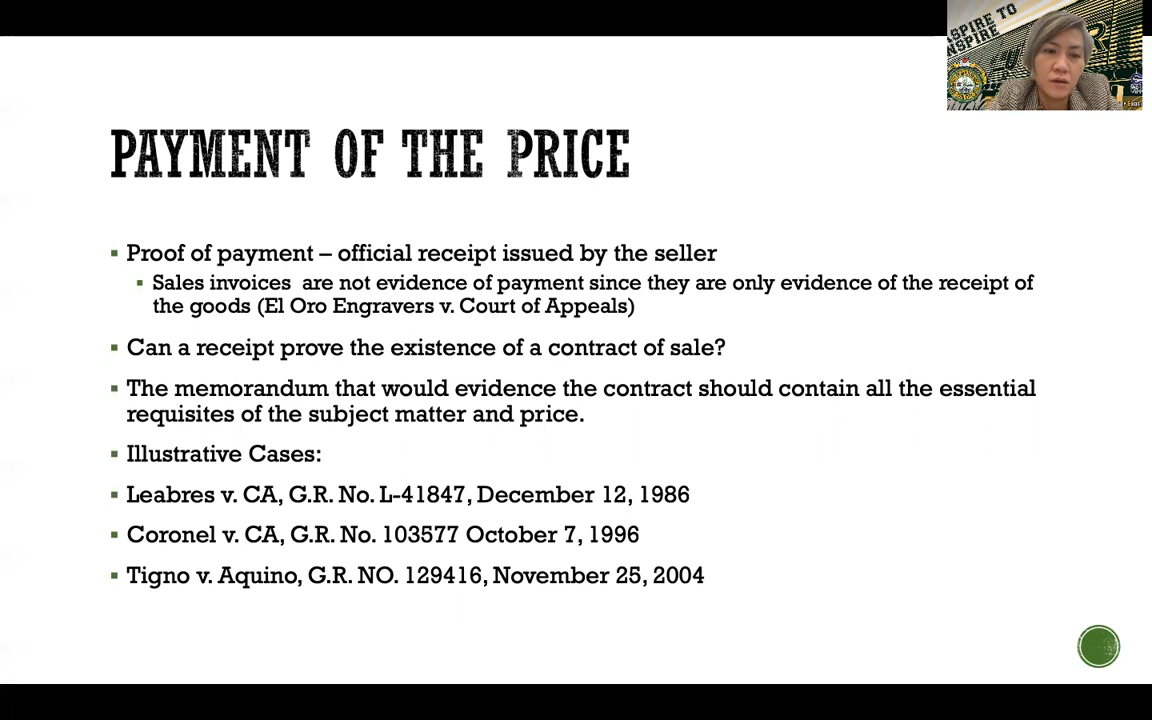 SPIRE TO
NSPIRE
PAYMENT OF THE PRICE
▪ Proof of payment – official receipt issued by the seller
▪ Sales invoices are not evidence of payment since they are only evidence of the receipt of
the goods (El Oro Engravers v. Court of Appeals)
▪ Can a receipt prove the existence of a contract of sale?
▪ The memorandum that would evidence the contract should contain all the essential
requisites of the subject matter and price.
▪ Illustrative Cases:
▪ Leabres v. CA, G.R. No. L-41847, December 12, 1986
▪ Coronel v. CA, G.R. No. 103577 October 7, 1996
▪ Tigno v. Aquino, G.R. NO. 129416, November 25, 2004